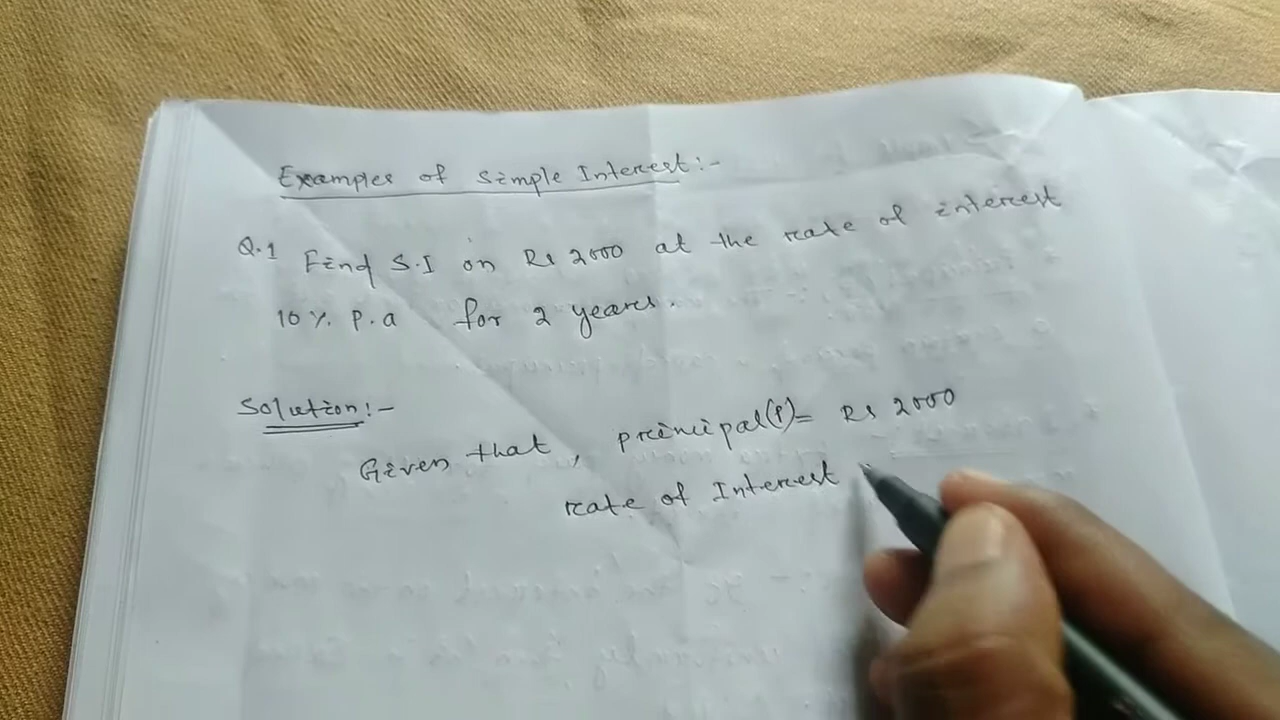 Examples of Simple Interest:-
Q.1 Find S.I on Rs 2000 at the rate of interest
10% P.a for 2 years.
Solution:-
Given that, principal(P)= Rs 2000
rate of Interest